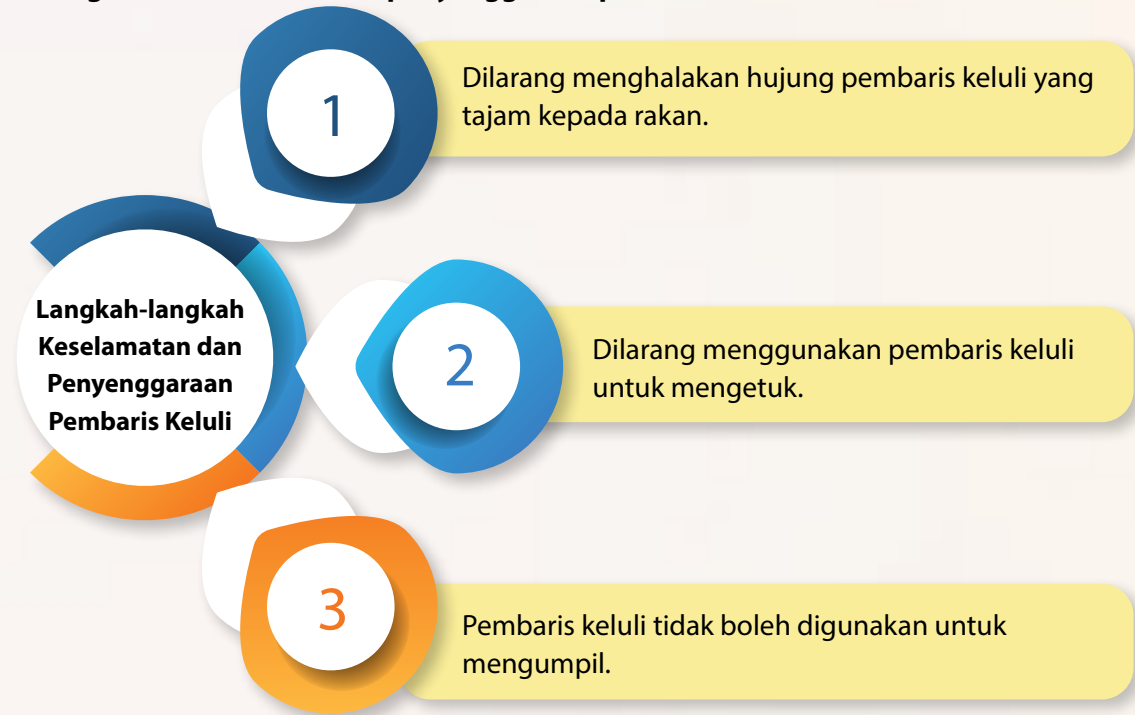 1
Dilarang menghalakan hujung pembaris keluli yang
tajam kepada rakan.
Langkah-langkah
Keselamatan dan
Penyenggaraan
Pembaris Keluli
2
Dilarang menggunakan pembaris keluli
untuk mengetuk.
3
Pembaris keluli tidak boleh digunakan untuk
mengumpil.